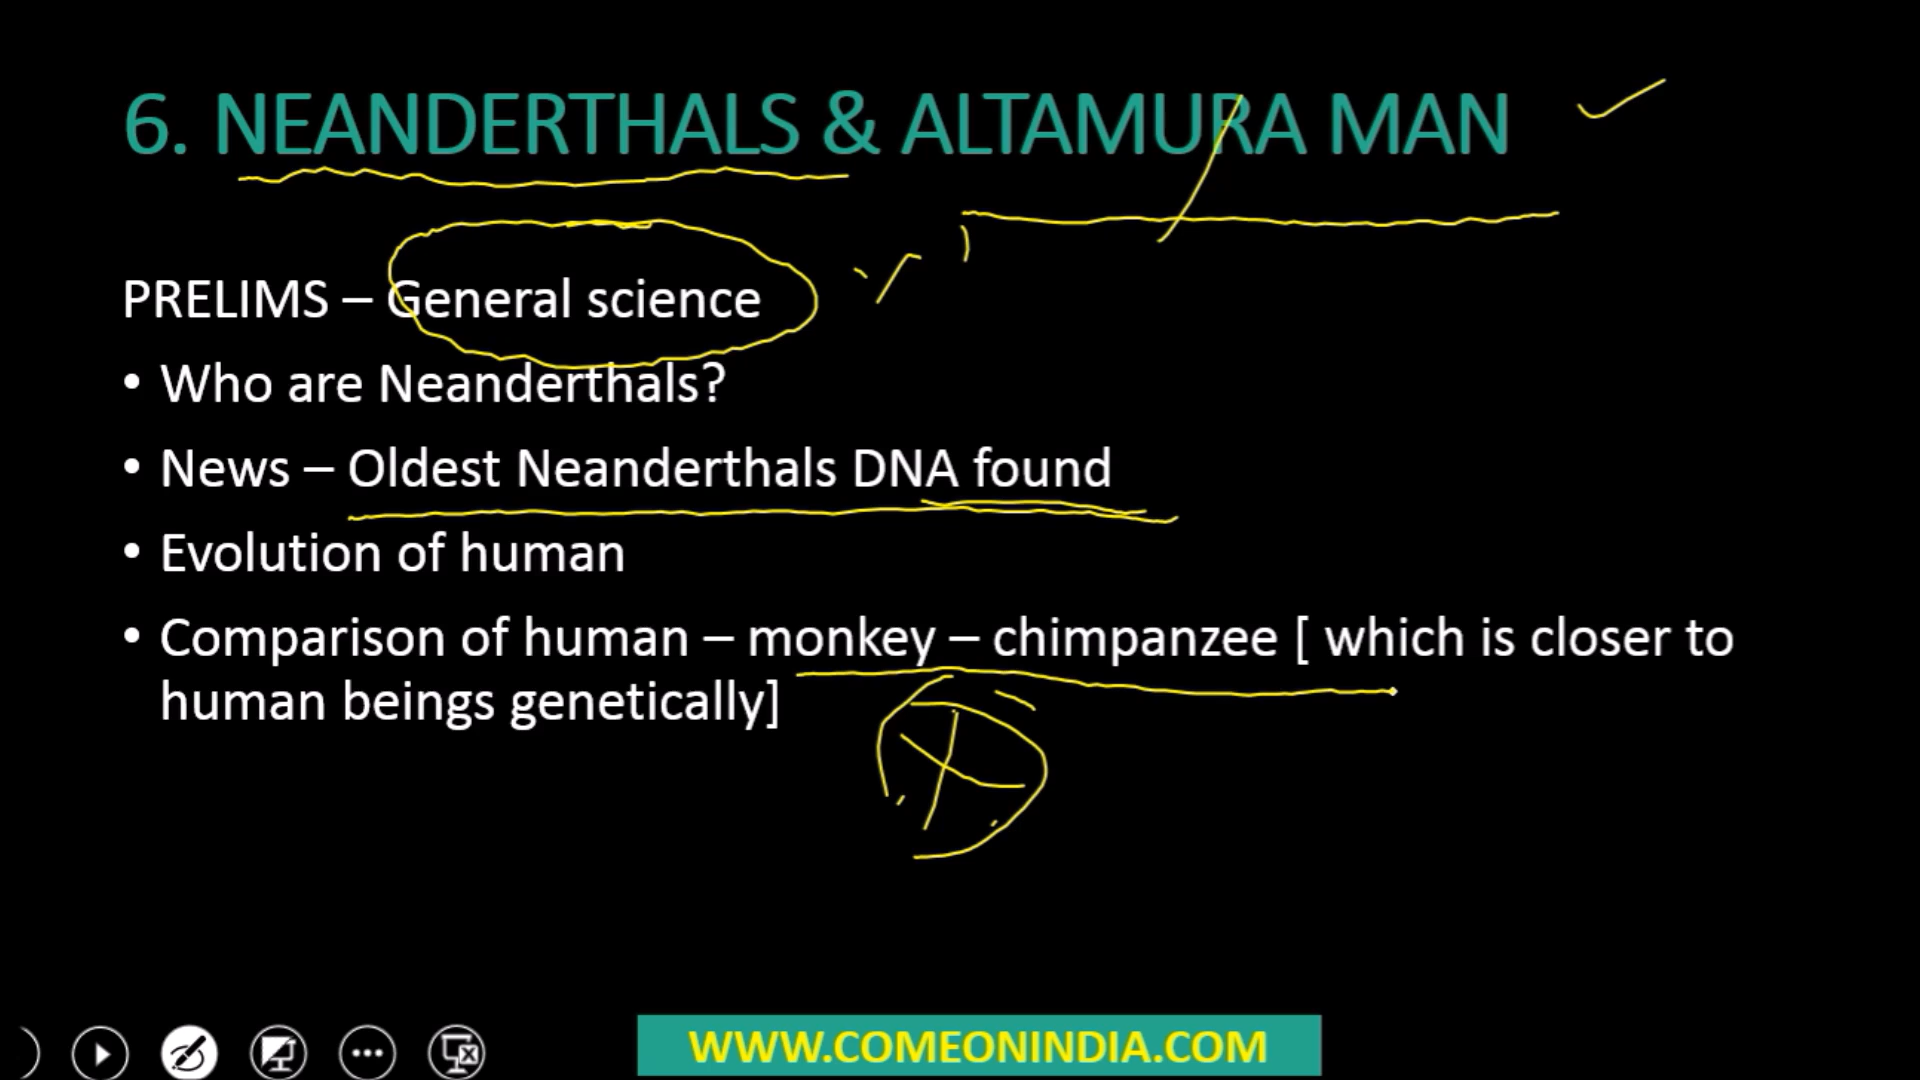 6. NEANDERTHALS & ALTAMURA MAN
PRELIMS – General science
• Who are Neanderthals?
• News – Oldest Neanderthals DNA found
• Evolution of human
• Comparison of human – monkey – chimpanzee [ which is closer to
human beings genetically]
WWW.COMEONINDIA.COM